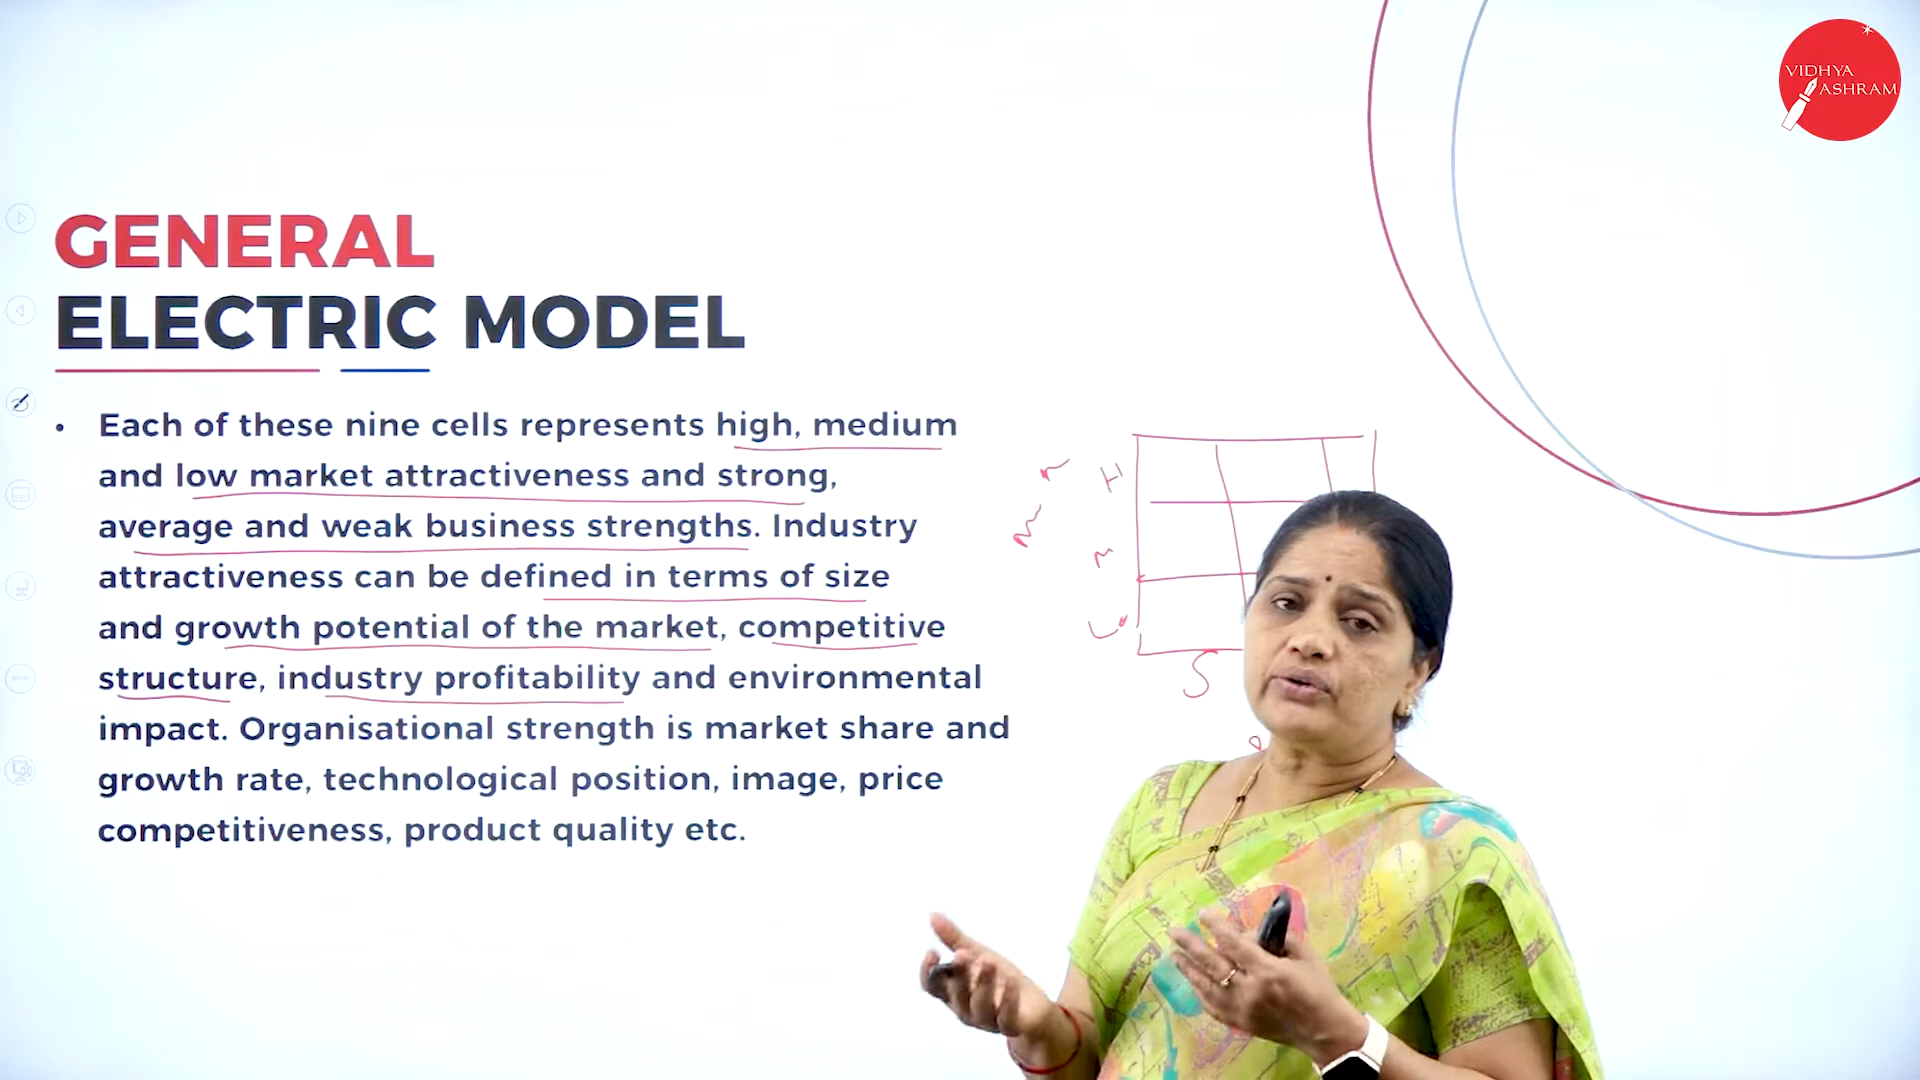 VIDHYA
ASHRAM
GENERAL
ELECTRIC MODEL
• Each of these nine cells represents high, medium
and low market attractiveness and strong,
average and weak business strengths. Industry
attractiveness can be defined in terms of size
and growth potential of the market, competitive
structure, industry profitability and environmental
impact. Organisational strength is market share and
growth rate, technological position, image, price
competitiveness, product quality etc.
H
M
L
S